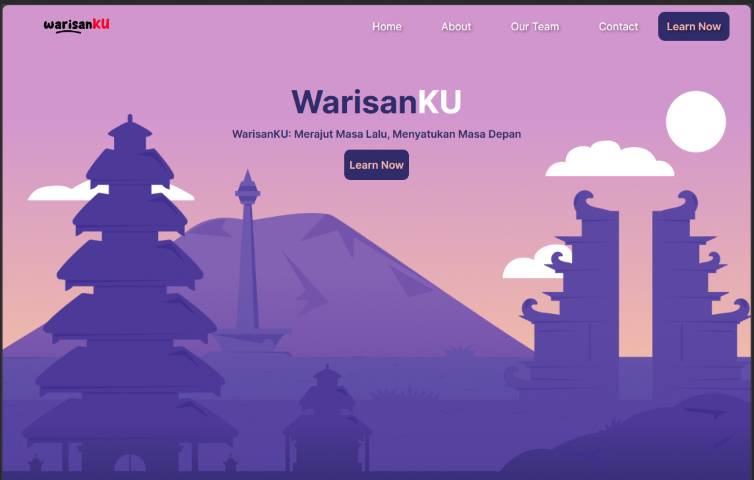 warisanKU
Home
About
Our Team
Contact
Learn Now
WarisanKU
WarisanKU: Merajut Masa Lalu, Menyatukan Masa Depan
Learn Now